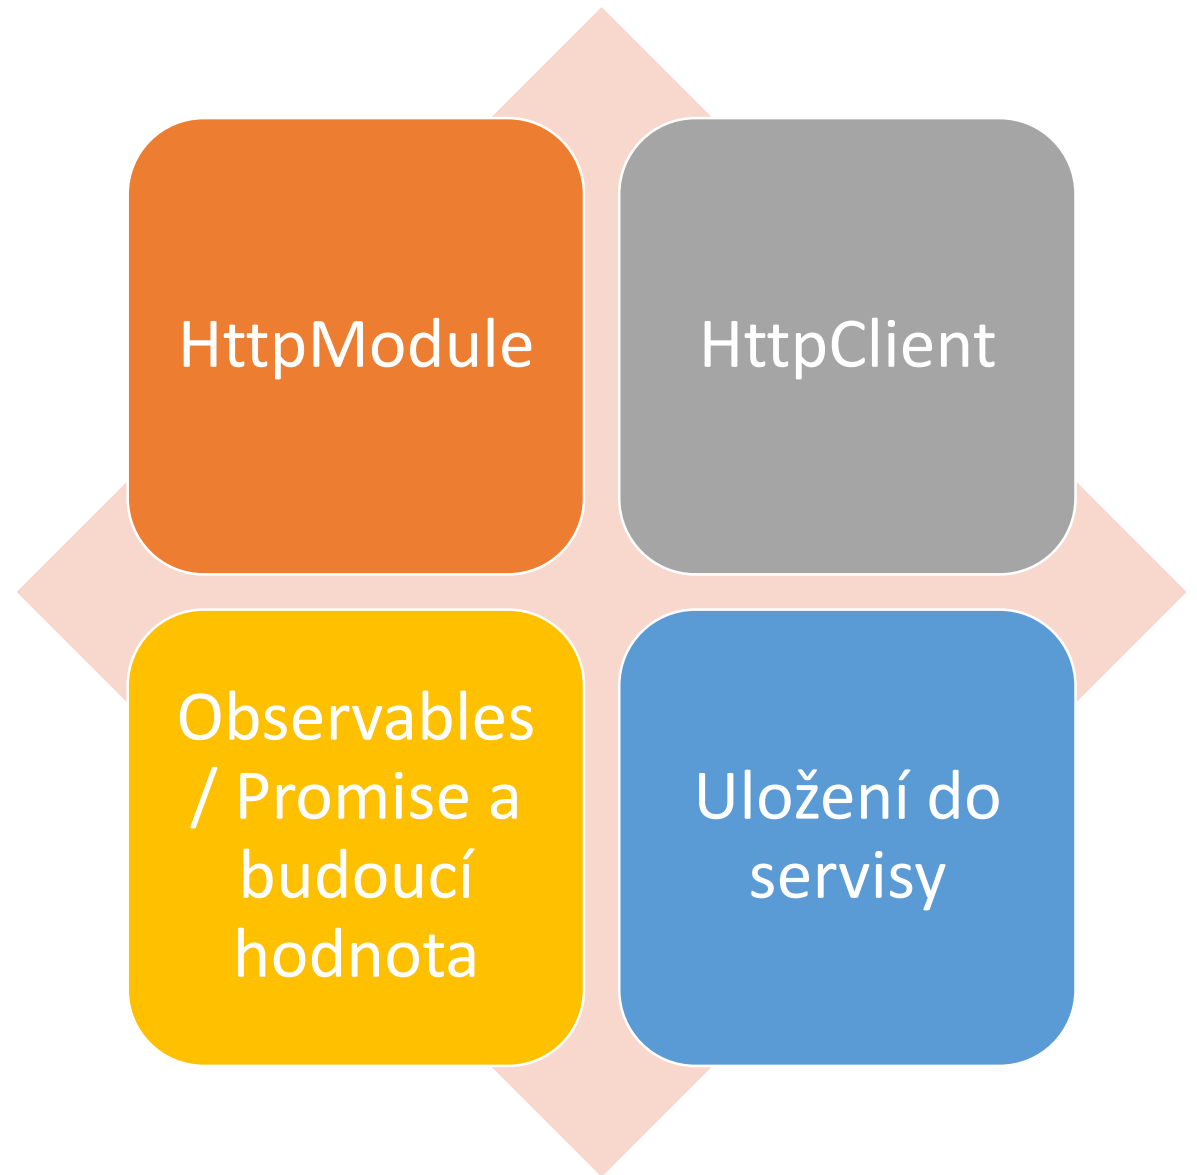 HttpModule
HttpClient
Observables
/ Promise a
budoucí
hodnota
Uložení do
servisy